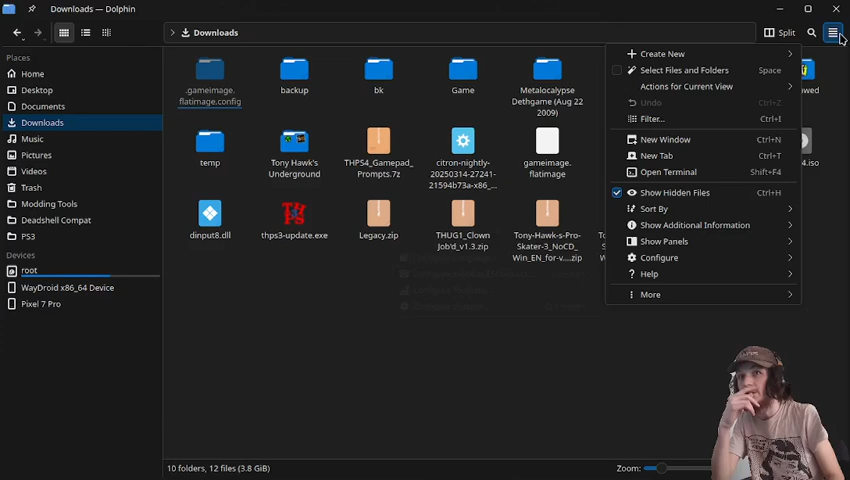 Downloads — Dolphin
Downloads
Split
Places
Home
Desktop
Documents
Downloads
Music
Pictures
Videos
Trash
Modding Tools
Deadshell Compat
PS3
Devices
root
WayDroid x86_64 Device
Pixel 7 Pro
.gameimage.
flatimage.config
backup
bk
Game
Metalocalypse
Dethgame (Aug 22
2009)
temp
Tony Hawk's
Underground
THPS4_Gamepad_
Prompts.7z
citron-nightly-
20250314-27241-
21594b73a-x86_...
gameimage.
flatimage
dinput8.dll
thps3-update.exe
Legacy.zip
THUG1_Clown
Job'd_v1.3.zip
Tony-Hawk-s-Pro-
Skater-3_NoCD_
Win_EN_for-v....zip
Create New
Select Files and Folders Space
Actions for Current View
Undo Ctrl+Z
Filter... Ctrl+I
New Window Ctrl+N
New Tab Ctrl+T
Open Terminal Shift+F4
Show Hidden Files Ctrl+H
Sort By
Show Additional Information
Show Panels
Configure
Help
More
10 folders, 12 files (3.8 GiB)
Zoom: